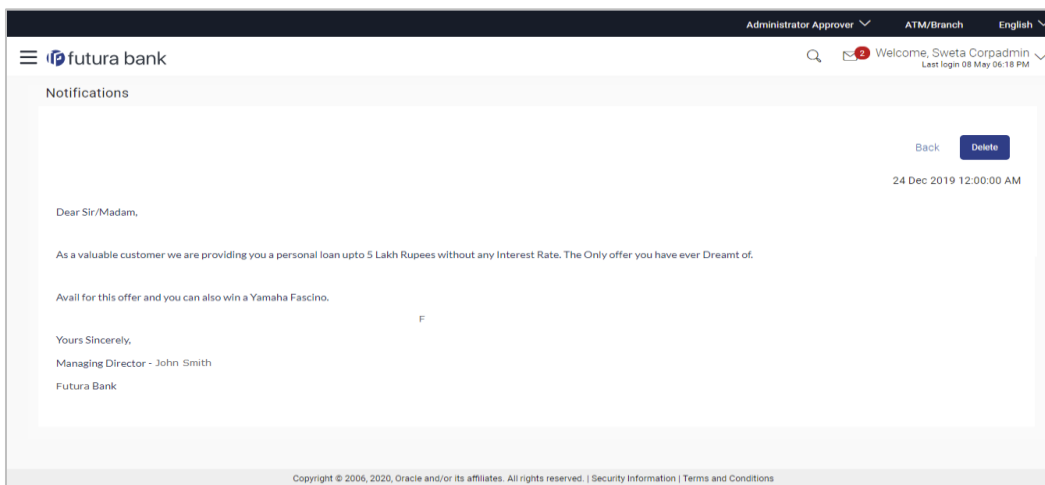 Administrator Approver ATM/Branch English
futura bank 2 Welcome, Sweta Corpadmin
Last login 08 May 06:18 PM
Notifications
Back Delete
24 Dec 2019 12:00:00 AM
Dear Sir/Madam,
As a valuable customer we are providing you a personal loan upto 5 Lakh Rupees without any Interest Rate. The Only offer you have ever Dreamt of.
Avail for this offer and you can also win a Yamaha Fascino.
F
Yours Sincerely,
Managing Director - John Smith
Futura Bank
Copyright © 2006, 2020, Oracle and/or its affiliates. All rights reserved. | Security Information | Terms and Conditions